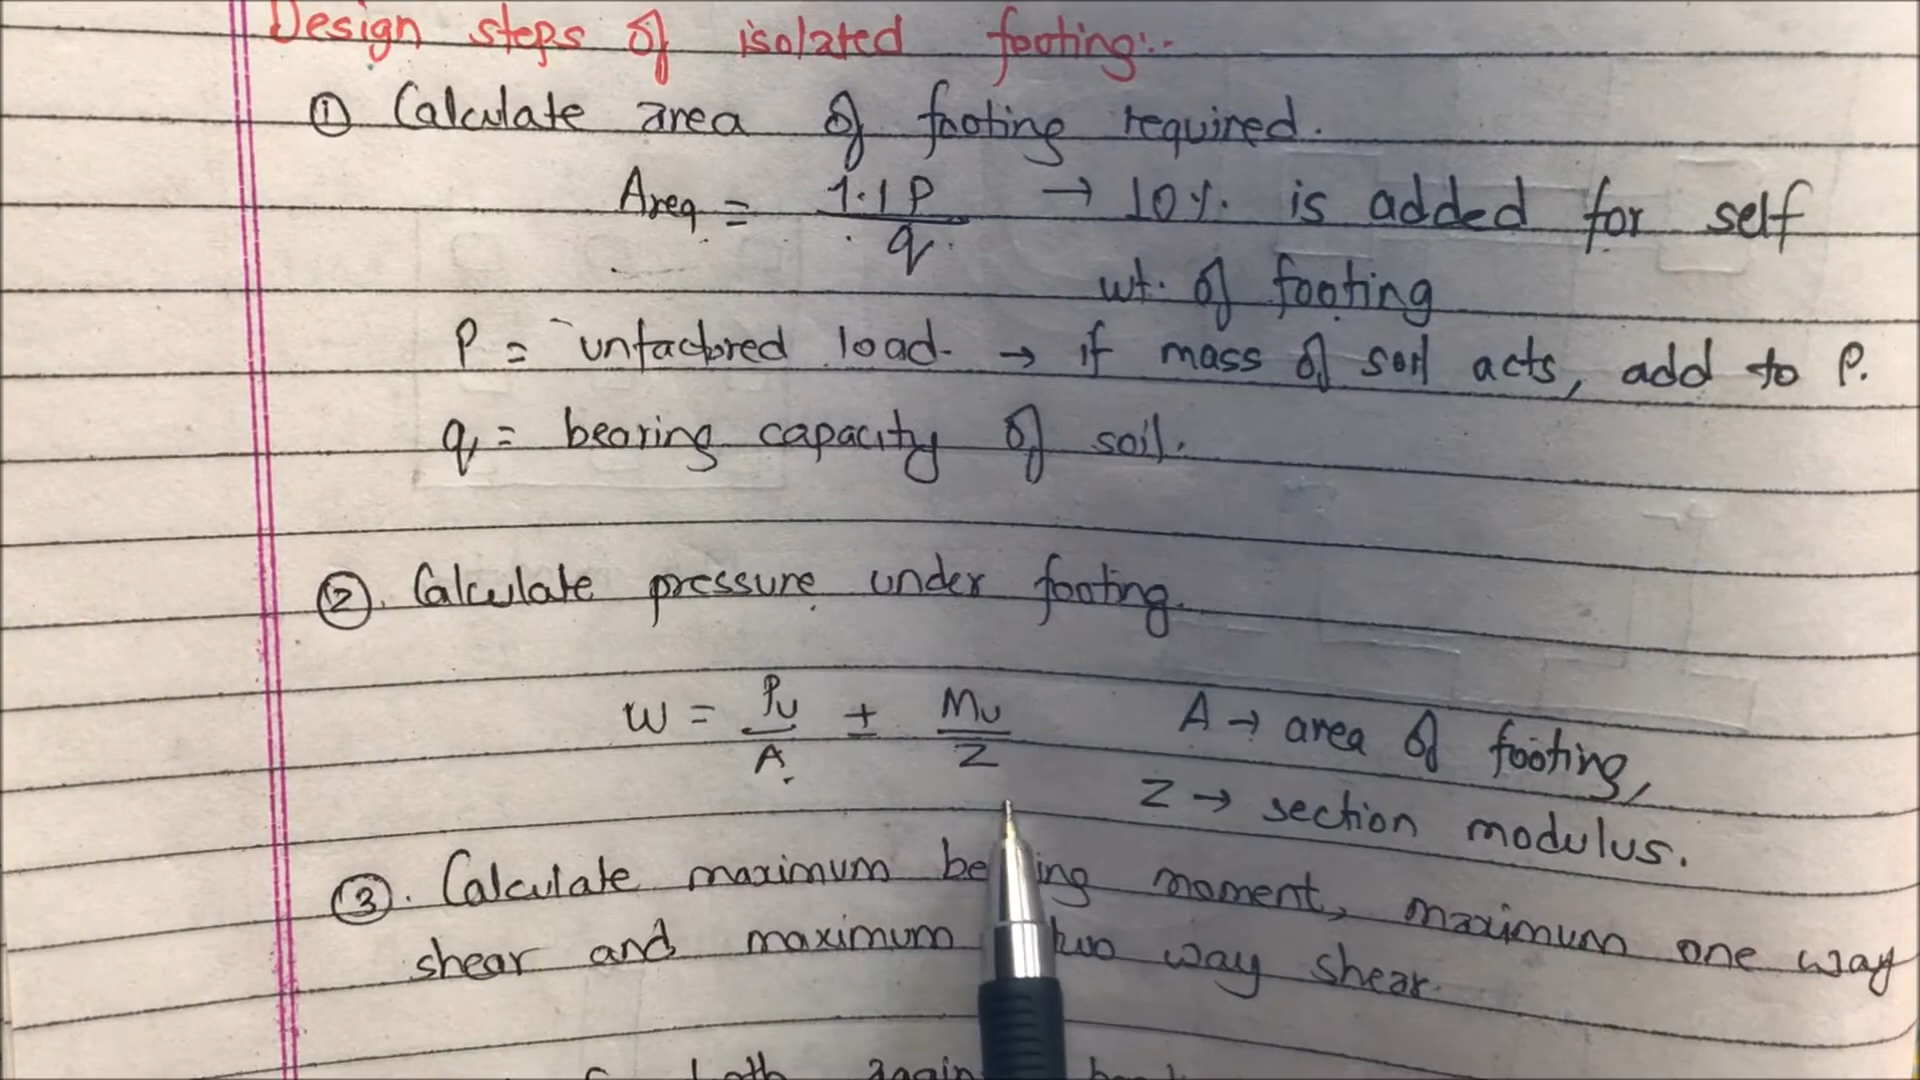 Design steps of isolated footing:-
① Calculate area of footing required.
Areq = 1.1P / q → 10% is added for self
wt. of footing
P = unfactored load → if mass of soil acts, add to P.
q = bearing capacity of soil.
②. Calculate pressure under footing.
w = Pu / A ± Mu / Z A → area of footing,
Z → section modulus.
③. Calculate maximum be ing moment, maximum one way
shear and maximum two way shear.